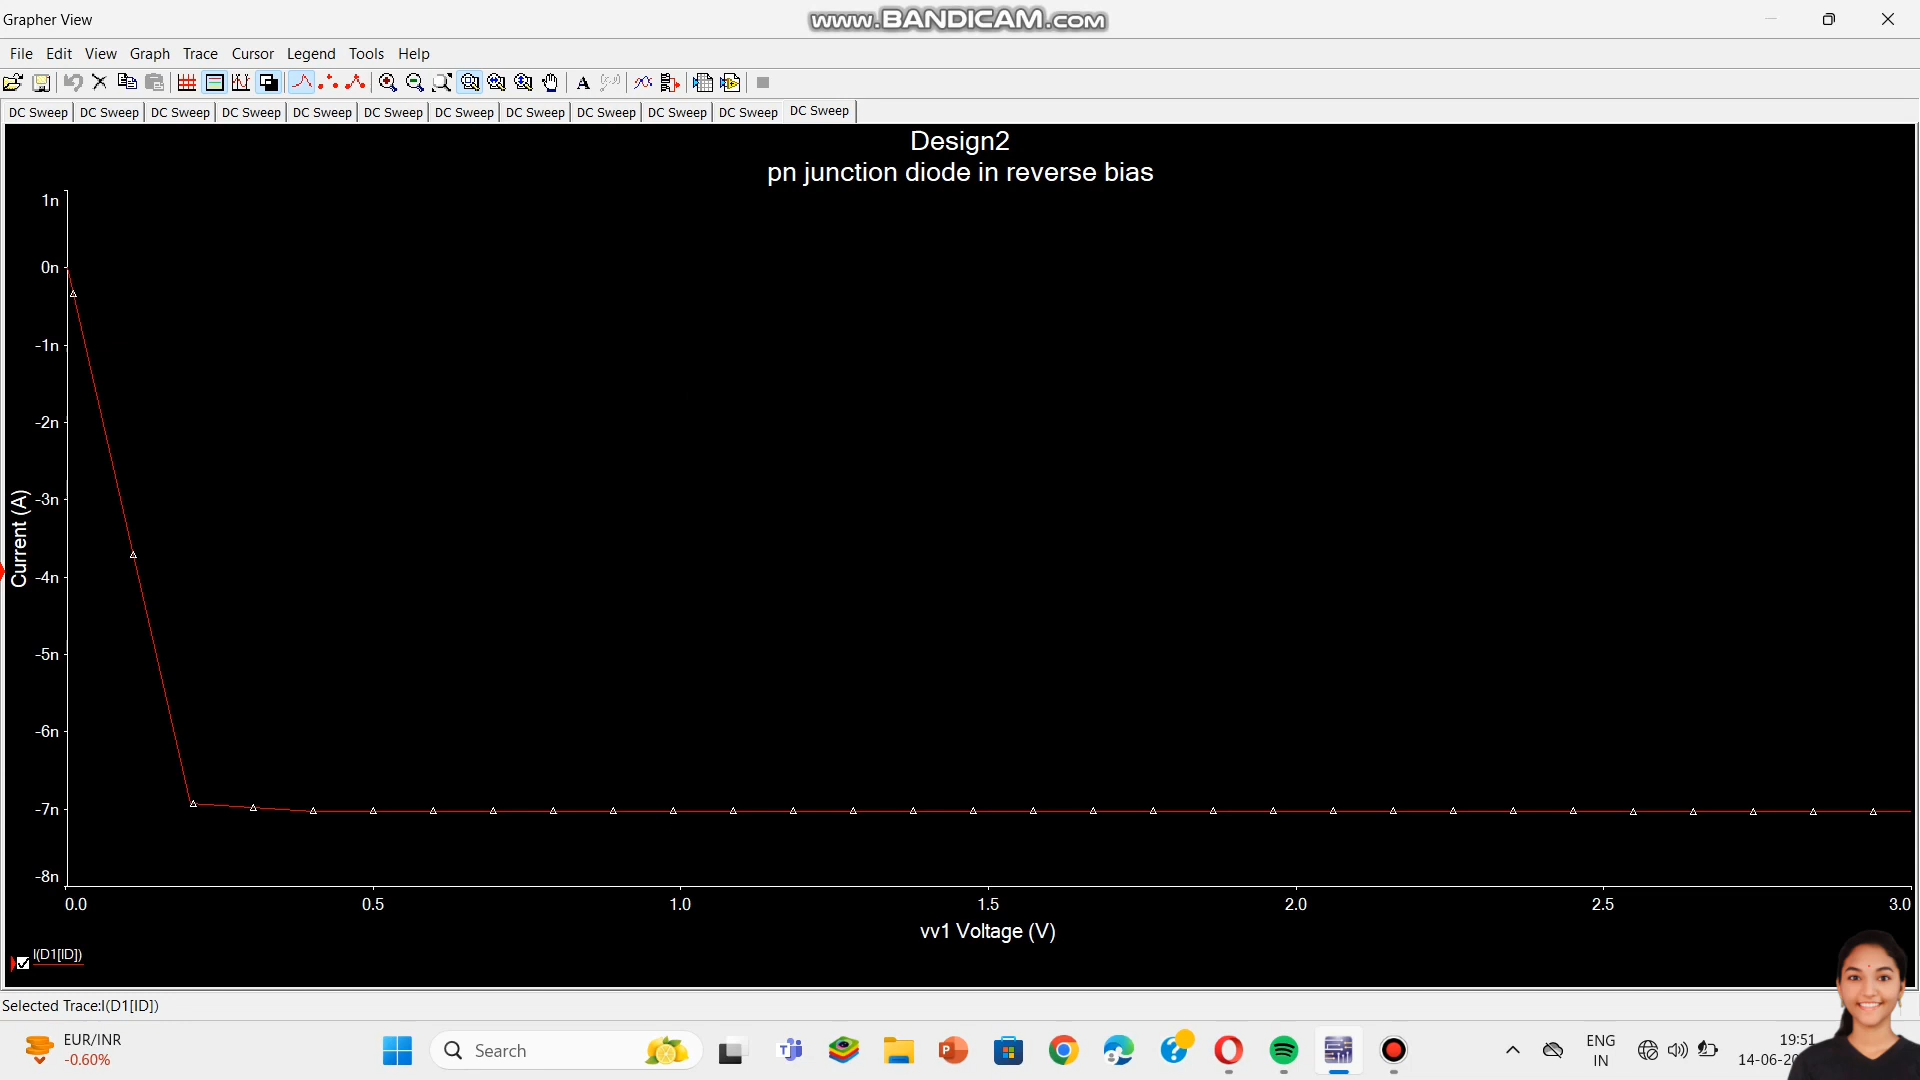 Grapher View
www.BANDICAM.com
File Edit View Graph Trace Cursor Legend Tools Help
DC Sweep DC Sweep DC Sweep DC Sweep DC Sweep DC Sweep DC Sweep DC Sweep DC Sweep DC Sweep DC Sweep DC Sweep
Design2
pn junction diode in reverse bias
1n
0n
-1n
-2n
-3n
-4n
-5n
-6n
-7n
-8n
Current (A)
0.0 0.5 1.0 1.5 2.0 2.5 3.0
vv1 Voltage (V)
I(D1[ID])
Selected Trace:I(D1[ID])
EUR/INR
-0.60%
Search
ENG
IN
19:51
14-06-20